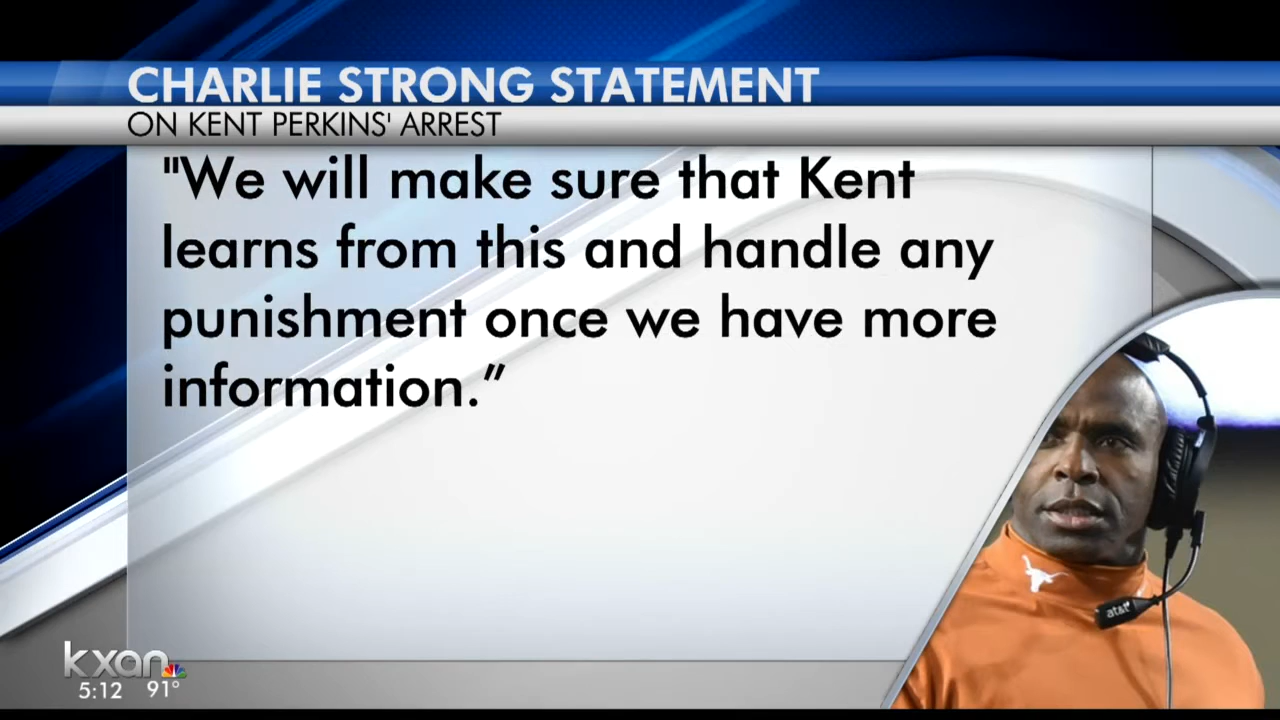 CHARLIE STRONG STATEMENT
ON KENT PERKINS' ARREST
"We will make sure that Kent
learns from this and handle any
punishment once we have more
information.”
at&t
kxan
5:12 91°